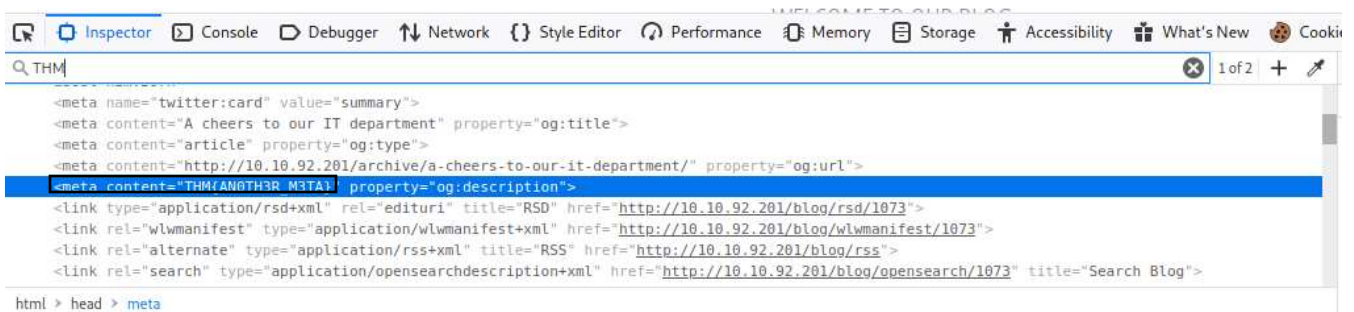 Inspector Console Debugger Network {} Style Editor Performance Memory Storage Accessibility What's New Cookie
THM 1 of 2 +
<meta name="twitter:card" value="summary">
<meta content="A cheers to our IT department" property="og:title">
<meta content="article" property="og:type">
<meta content="http://10.10.92.201/archive/a-cheers-to-our-it-department/" property="og:url">
<meta content="THM{AN0TH3R_M3TA}" property="og:description">
<link type="application/rsd+xml" rel="edituri" title="RSD" href="http://10.10.92.201/blog/rsd/1073">
<link rel="wlwmanifest" type="application/wlwmanifest+xml" href="http://10.10.92.201/blog/wlwmanifest/1073">
<link rel="alternate" type="application/rss+xml" title="RSS" href="http://10.10.92.201/blog/rss">
<link rel="search" type="application/opensearchdescription+xml" href="http://10.10.92.201/blog/opensearch/1073" title="Search Blog">
html > head > meta